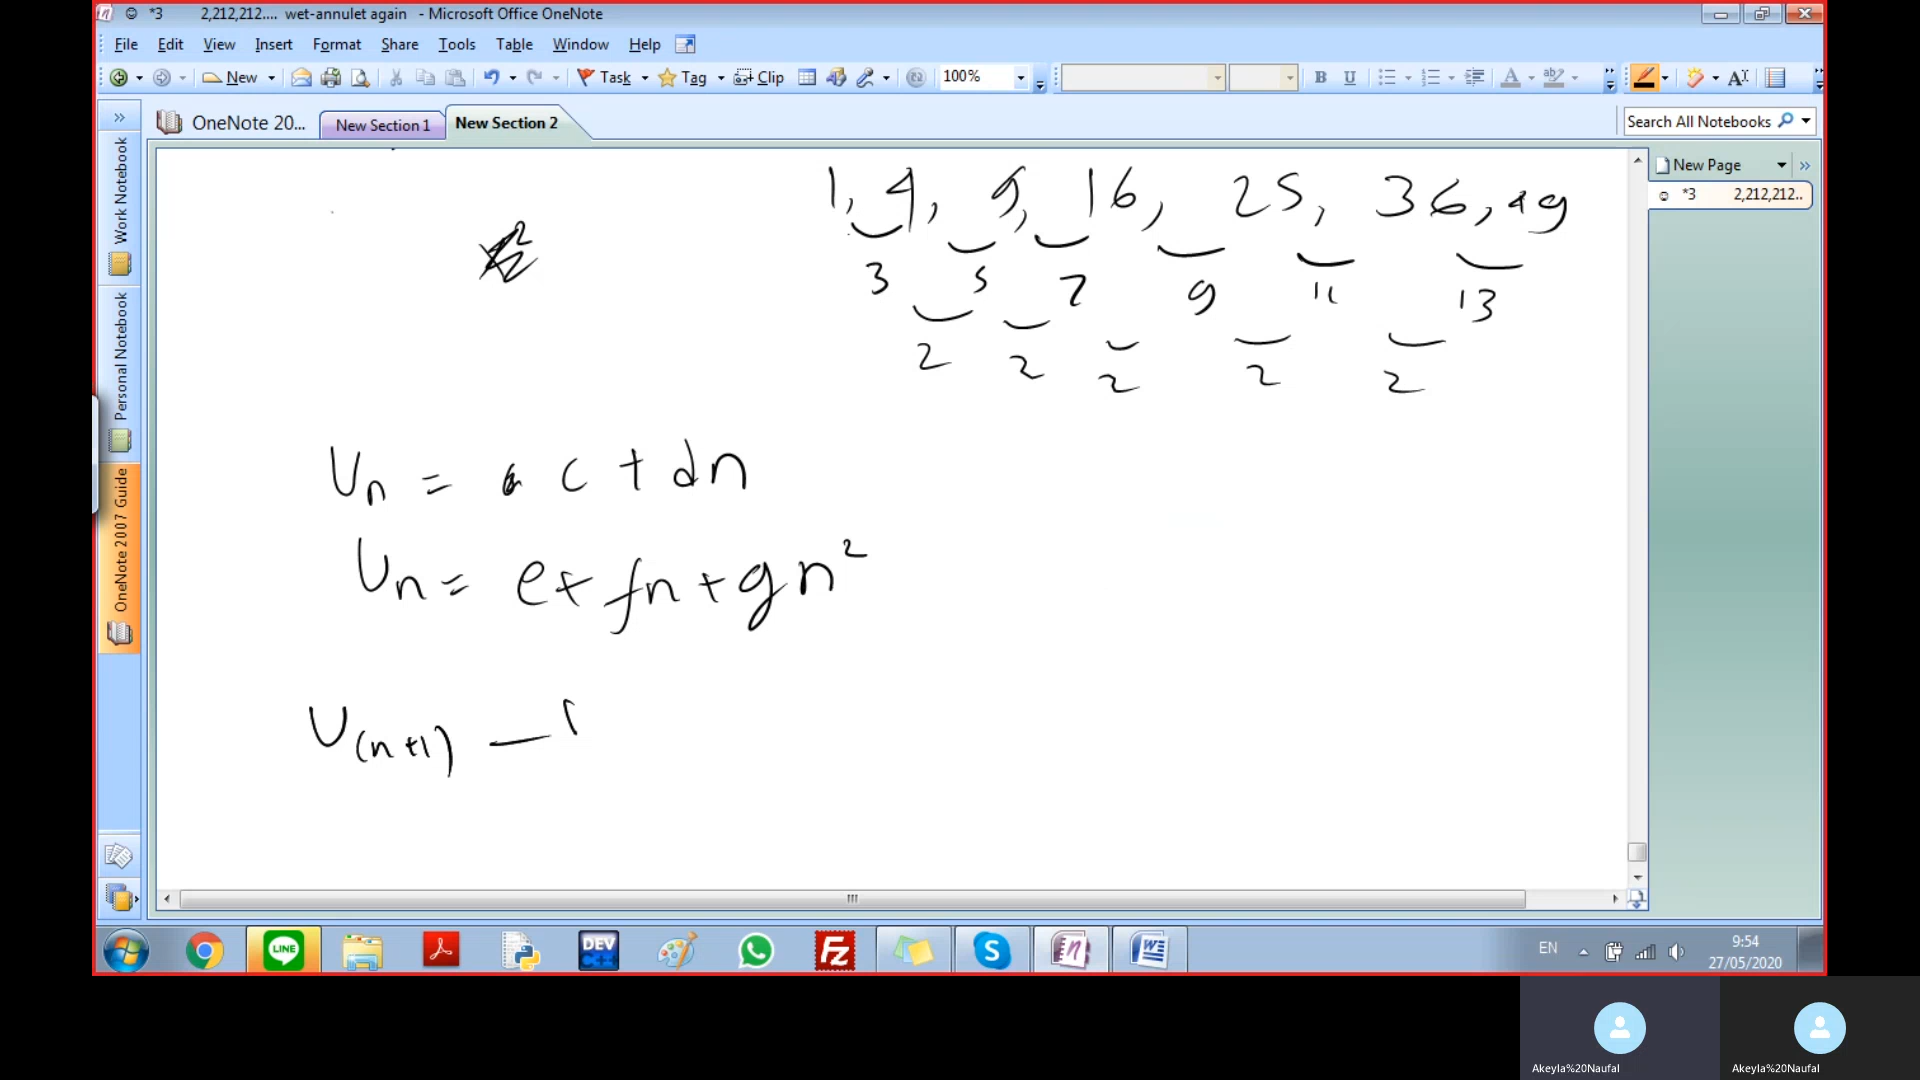 *3 2,212,212.... wet-annulet again - Microsoft Office OneNote
File Edit View Insert Format Share Tools Table Window Help
New Task Tag Clip 100% B U
OneNote 20... New Section 1 New Section 2 Search All Notebooks
Work Notebook
Personal Notebook
OneNote 2007 Guide
New Page
*3 2,212,212..
1, 4, 9, 16, 25, 36, 49
3 5 7 9 11 13
2 2 2 2 2
Un = c + dn
Un = e + fn + gn²
U(n+1) —
LINE DEV C++
EN 9:54
27/05/2020
Akeyla%20Naufal Akeyla%20Naufal